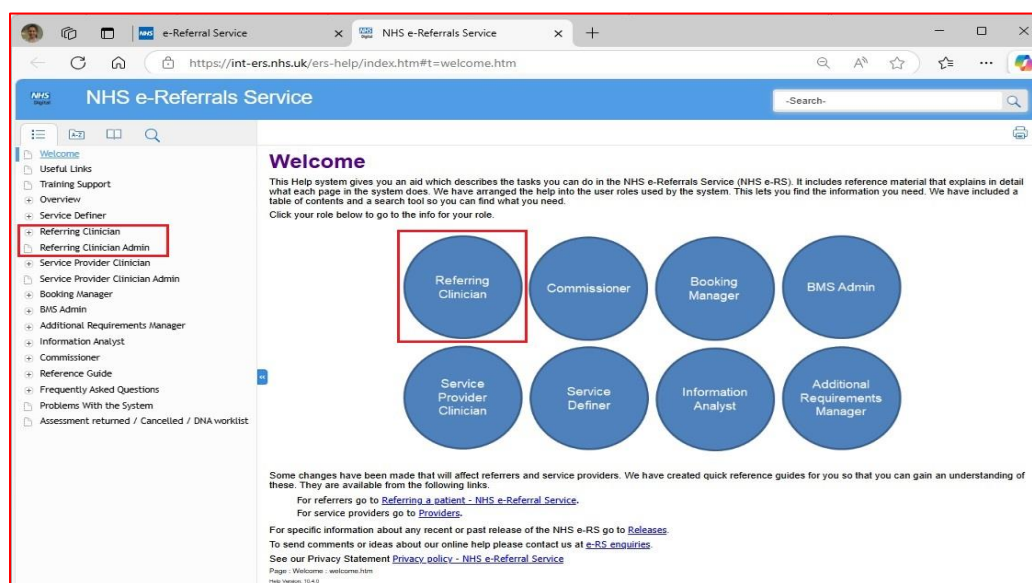 e-Referral Service
NHS e-Referrals Service
https://int-ers.nhs.uk/ers-help/index.htm#t=welcome.htm
NHS Digital
NHS e-Referrals Service
-Search-
A-Z
Welcome
Useful Links
Training Support
Overview
Service Definer
Referring Clinician
Referring Clinician Admin
Service Provider Clinician
Service Provider Clinician Admin
Booking Manager
BMS Admin
Additional Requirements Manager
Information Analyst
Commissioner
Reference Guide
Frequently Asked Questions
Problems With the System
Assessment returned / Cancelled / DNA worklist
Welcome
This Help system gives you an aid which describes the tasks you can do in the NHS e-Referrals Service (NHS e-RS). It includes reference material that explains in detail
what each page in the system does. We have arranged the help into the user roles used by the system. This lets you find the information you need. We have included a
table of contents and a search tool so you can find what you need.
Click your role below to go to the info for your role.
Referring
Clinician
Commissioner
Booking
Manager
BMS Admin
Service
Provider
Clinician
Service
Definer
Information
Analyst
Additional
Requirements
Manager
Some changes have been made that will affect referrers and service providers. We have created quick reference guides for you so that you can gain an understanding of
these. They are available from the following links.
For referrers go to Referring a patient - NHS e-Referral Service.
For service providers go to Providers.
For specific information about any recent or past release of the NHS e-RS go to Releases.
To send comments or ideas about our online help please contact us at e-RS enquiries.
See our Privacy Statement Privacy policy - NHS e-Referral Service
Page : Welcome : welcome.htm
Help Version: 10.4.0